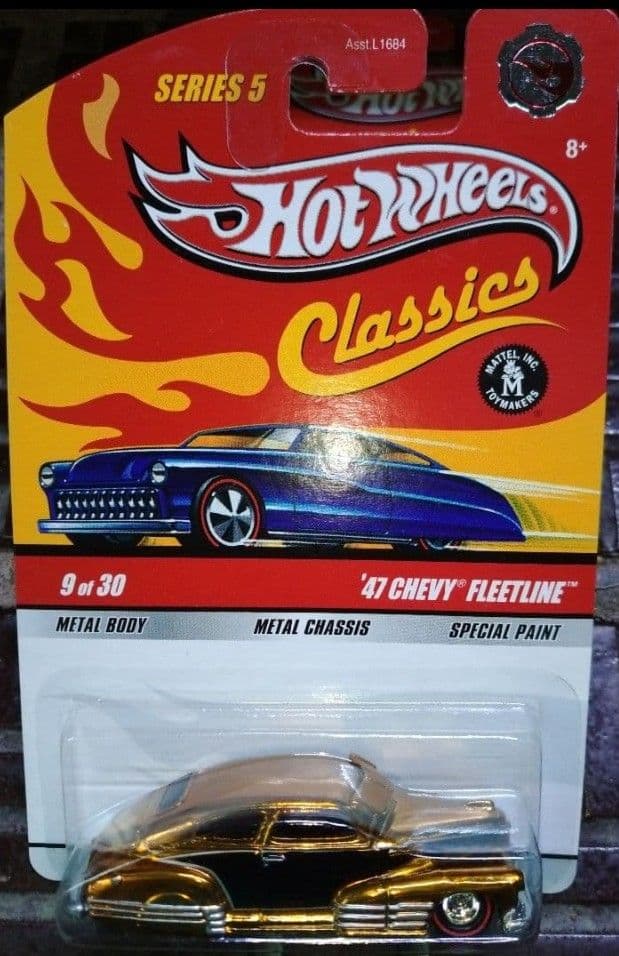 Asst.L1684
SERIES 5
8+
Hot Wheels®
Classics
MATTEL, INC.
M
TOYMAKERS
®
9 of 30
'47 CHEVY® FLEETLINE™
METAL BODY METAL CHASSIS SPECIAL PAINT